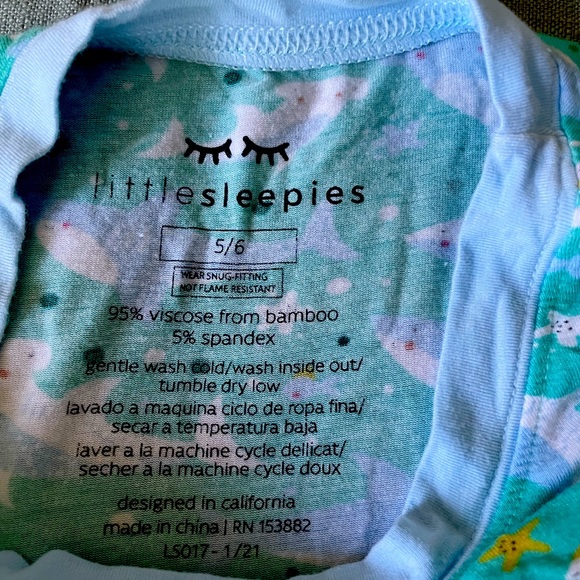 littlesleepies
5/6
WEAR SNUG-FITTING
NOT FLAME RESISTANT
95% viscose from bamboo
5% spandex
gentle wash cold/wash inside out/
tumble dry low
lavado a maquina ciclo de ropa fina/
secar a temperatura baja
laver a la machine cycle dellicat/
secher a la machine cycle doux
designed in california
made in china | RN 153882
LS017 - 1/21